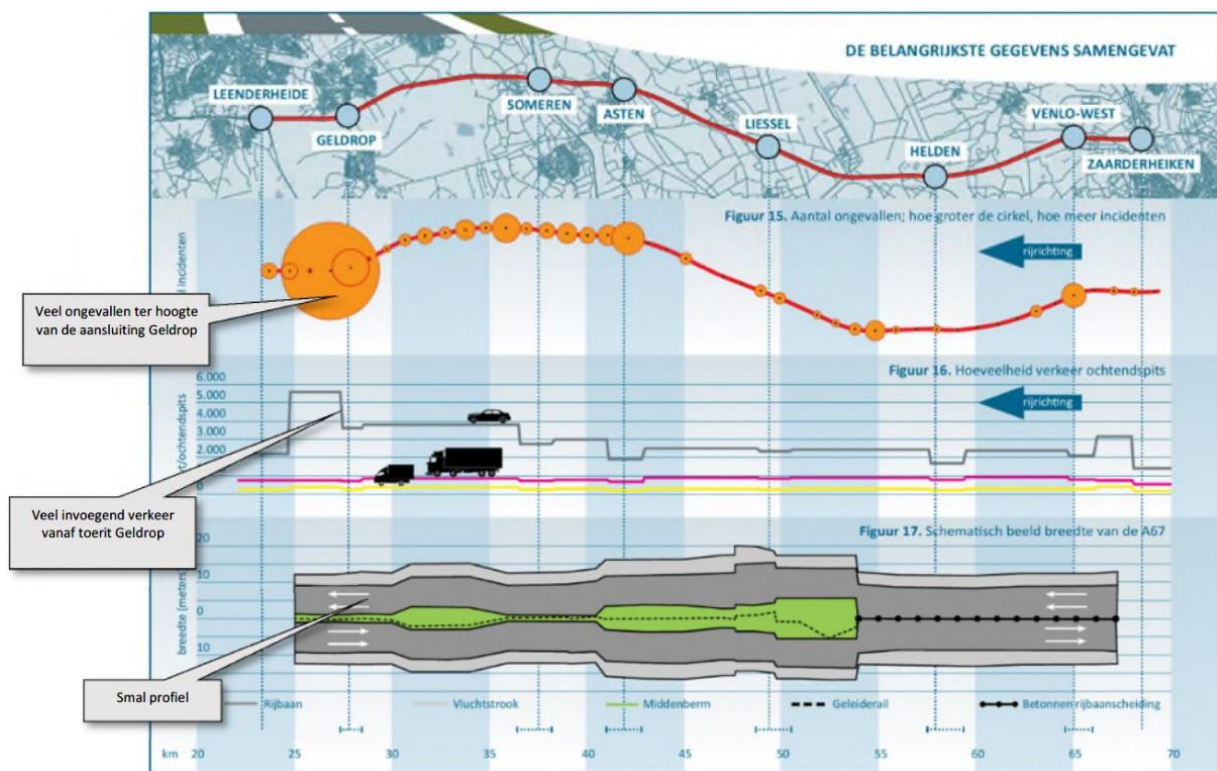 DE BELANGRIJKSTE GEGEVENS SAMENGEVAT
LEENDERHEIDE
GELDROP
SOMEREN
ASTEN
LIESSEL
HELDEN
VENLO-WEST
ZAARDERHEIKEN
Figuur 15. Aantal ongevallen; hoe groter de cirkel, hoe meer incidenten
rijrichting
incidenten
Veel ongevallen ter hoogte
van de aansluiting Geldrop
Figuur 16. Hoeveelheid verkeer ochtendspits
rijrichting
6.000
5.000
4.000
3.000
2.000
0
/ochtendspits
Veel invoegend verkeer
vanaf toerit Geldrop
Figuur 17. Schematisch beeld breedte van de A67
20
10
0
10
breedte (meters
Smal profiel
Rijbaan
Vluchtstrook
Middenberm
Geleiderail
Betonnen rijbaanscheiding
km 20 25 30 35 40 45 50 55 60 65 70